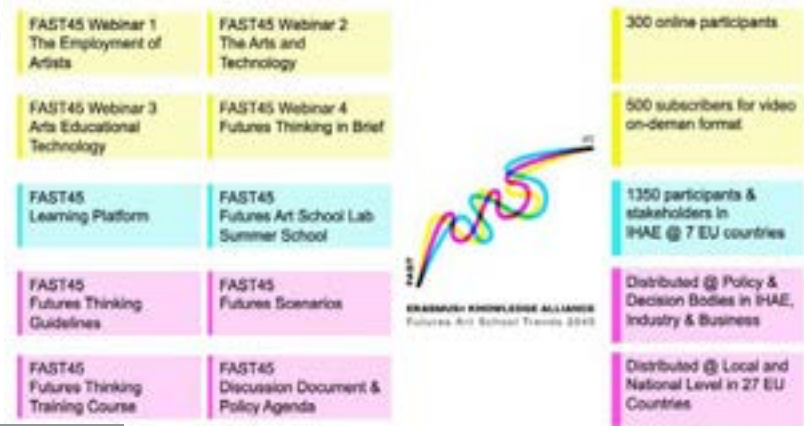 FAST45 Webinar 1
The Employment of
Artists
FAST45 Webinar 2
The Arts and
Technology
FAST45 Webinar 3
Arts Educational
Technology
FAST45 Webinar 4
Futures Thinking in Brief
FAST45
Learning Platform
FAST45
Futures Art School Lab
Summer School
FAST45
Futures Thinking
Guidelines
FAST45
Futures Scenarios
FAST45
Futures Thinking
Training Course
FAST45
Discussion Document &
Policy Agenda
45
FAST
ERASMUS+ KNOWLEDGE ALLIANCE
Futures Art School Trends 2045
300 online participants
500 subscribers for video
on-deman format
1350 participants &
stakeholders in
IHAE @ 7 EU countries
Distributed @ Policy &
Decision Bodies in IHAE,
Industry & Business
Distributed @ Local and
National Level in 27 EU
Countries